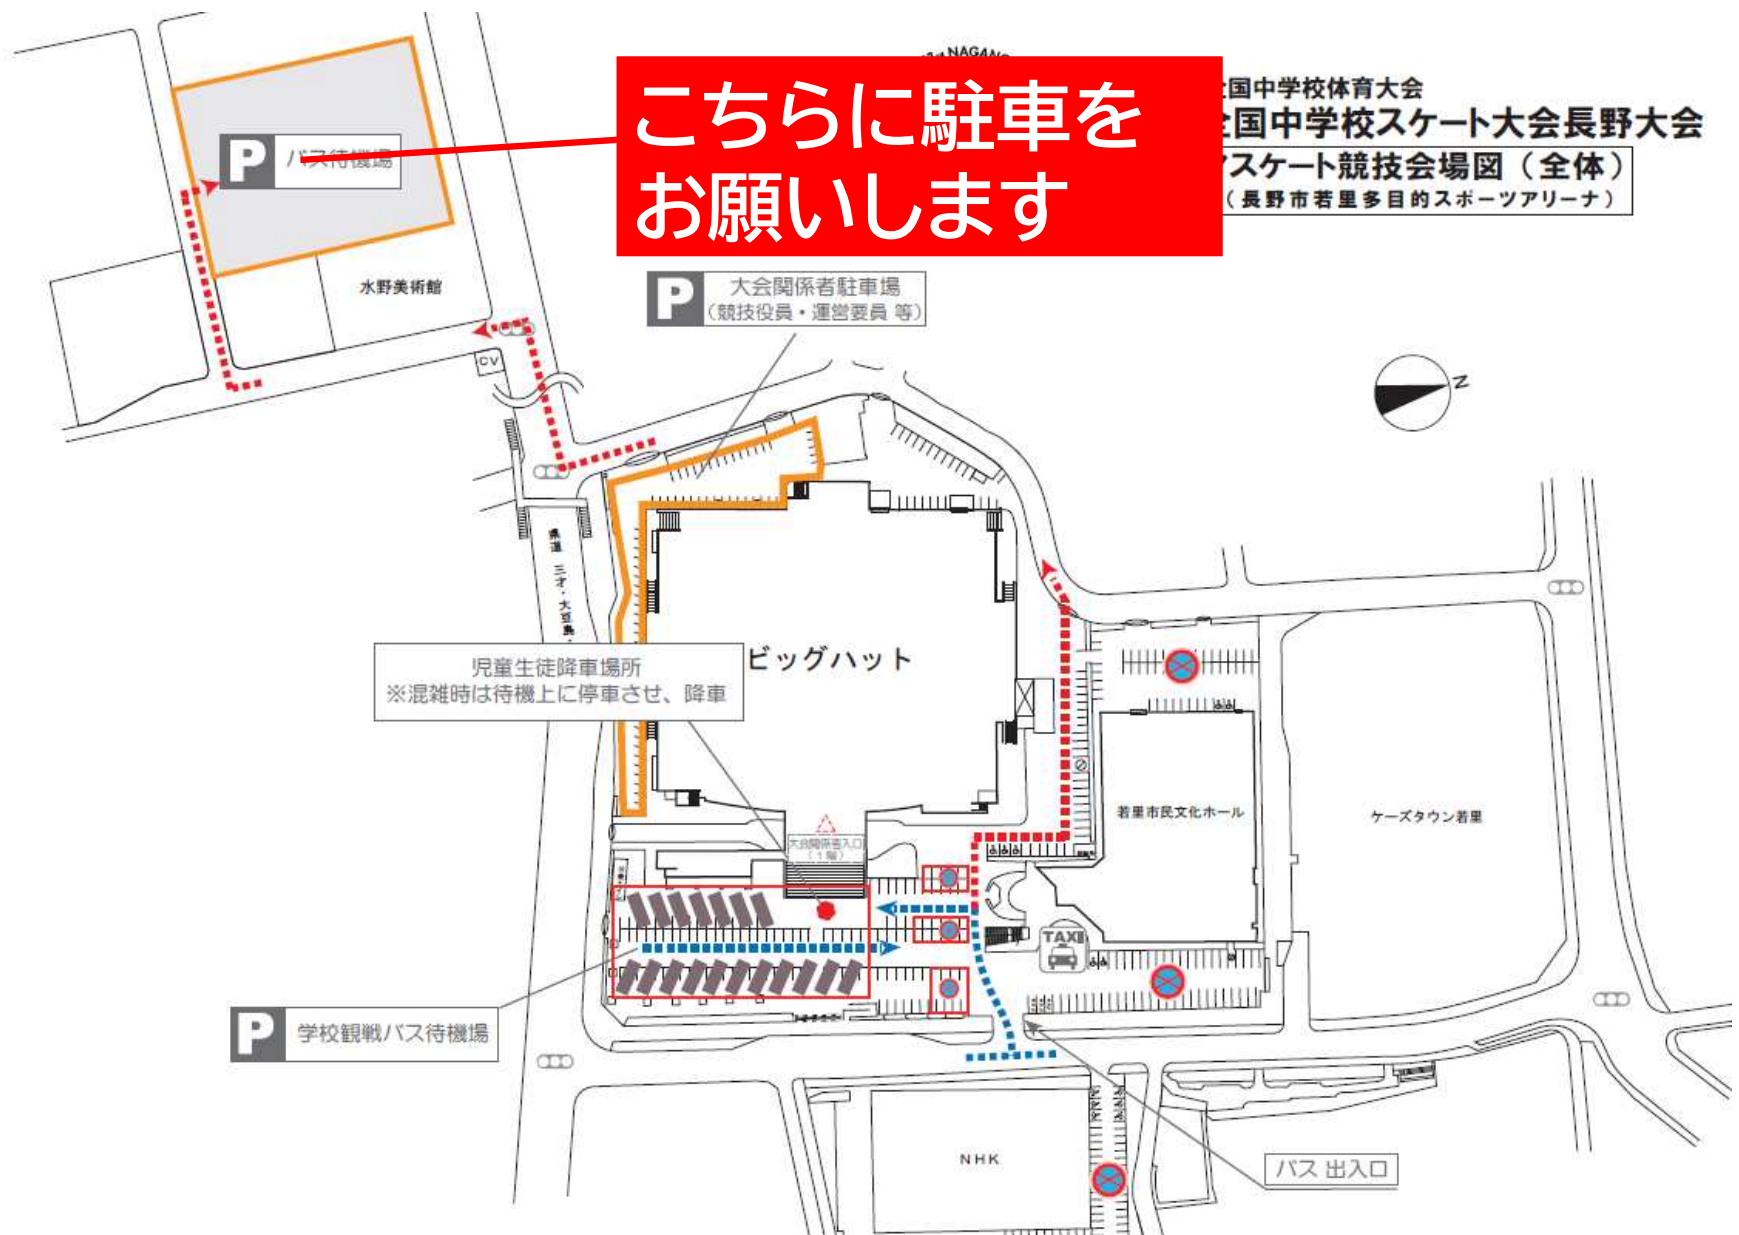 NAGANO
こちらに駐車を
お願いします
全国中学校体育大会
全国中学校スケート大会長野大会
スケート競技会場図（全体）
（長野市若里多目的スポーツアリーナ）
P バス待機場
水野美術館
P 大会関係者駐車場
（競技役員・運営要員 等）
CV
N
県道 三才・大豆島
児童生徒降車場所
※混雑時は待機上に停車させ、降車
ビッグハット
若里市民文化ホール
ケーズタウン若里
大会関係者入口
（1階）
TAXI
P 学校観戦バス待機場
NHK
バス 出入口